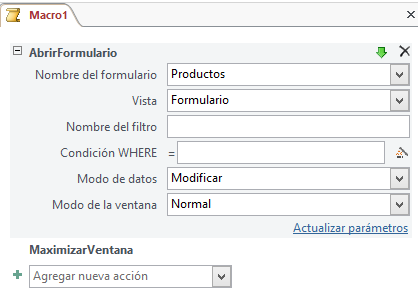 Macro1
AbrirFormulario
Nombre del formulario Productos
Vista Formulario
Nombre del filtro
Condición WHERE =
Modo de datos Modificar
Modo de la ventana Normal
Actualizar parámetros
MaximizarVentana
Agregar nueva acción